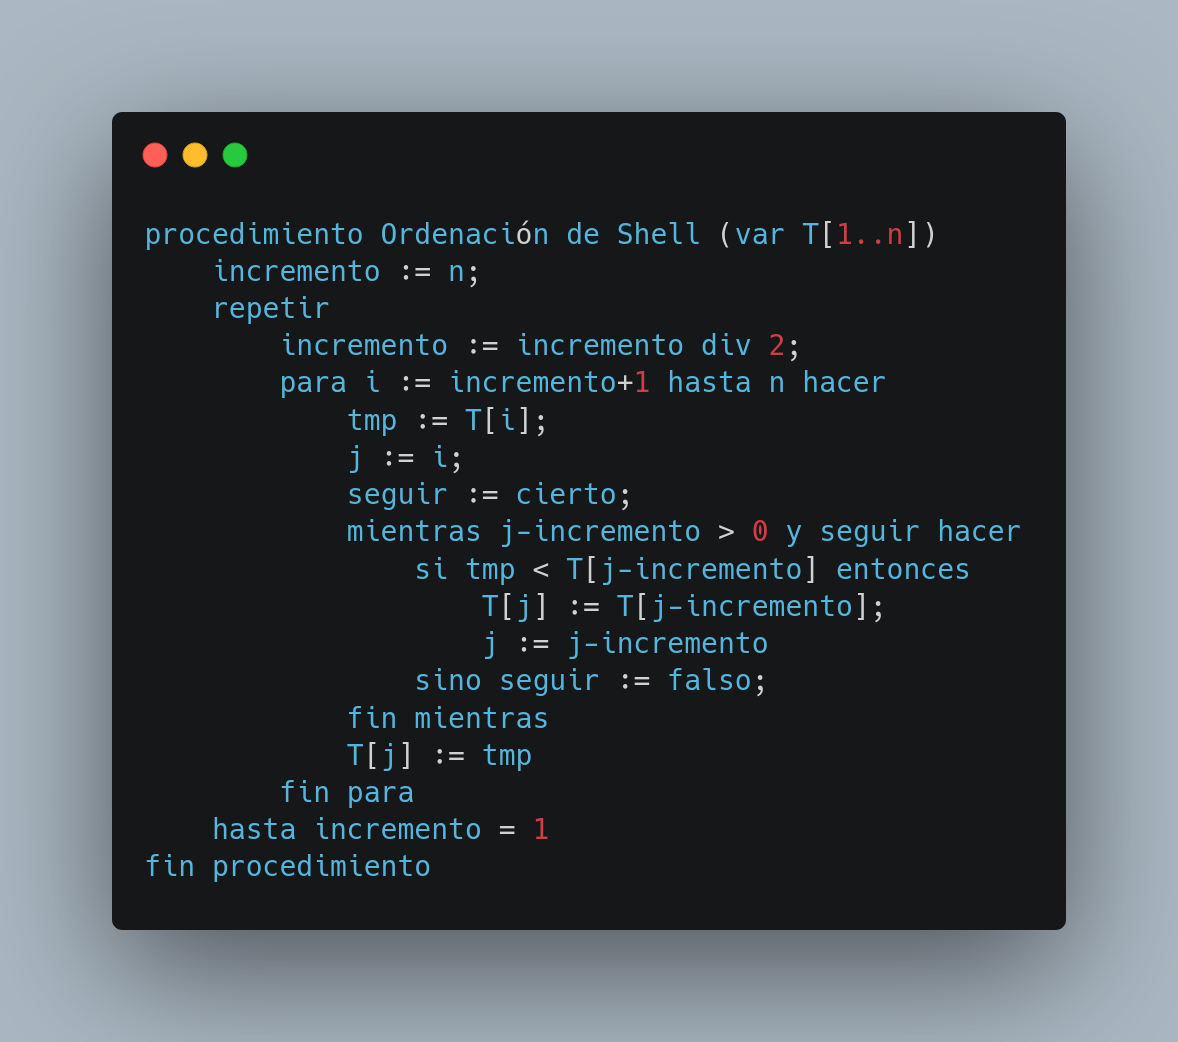 procedimiento Ordenación de Shell (var T[1..n])
    incremento := n;
    repetir
        incremento := incremento div 2;
        para i := incremento+1 hasta n hacer
            tmp := T[i];
            j := i;
            seguir := cierto;
            mientras j-incremento > 0 y seguir hacer
                si tmp < T[j-incremento] entonces
                    T[j] := T[j-incremento];
                    j := j-incremento
                sino seguir := falso;
            fin mientras
            T[j] := tmp
        fin para
    hasta incremento = 1
fin procedimiento